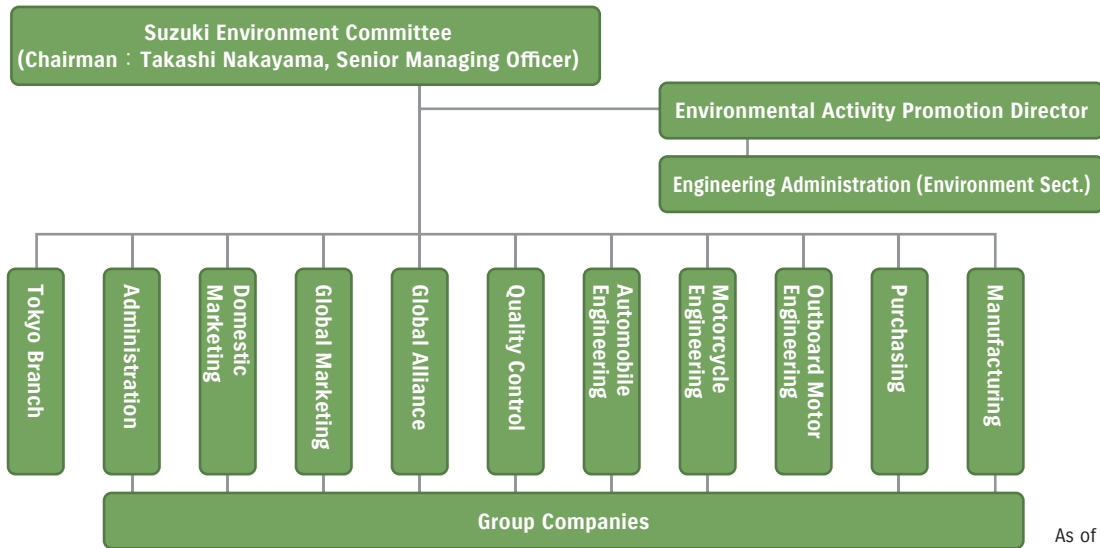 Suzuki Environment Committee
(Chairman：Takashi Nakayama, Senior Managing Officer)
Environmental Activity Promotion Director
Engineering Administration (Environment Sect.)
Tokyo Branch
Administration
Domestic
Marketing
Global Marketing
Global Alliance
Quality Control
Automobile
Engineering
Motorcycle
Engineering
Outboard Motor
Engineering
Purchasing
Manufacturing
Group Companies
As of